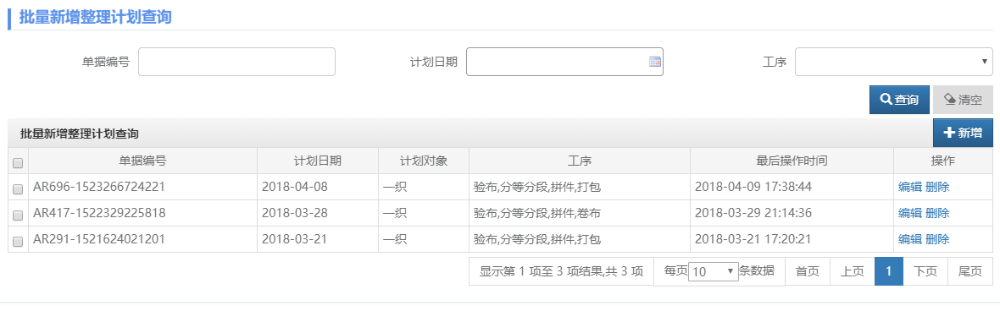 批量新增整理计划查询
单据编号 计划日期 工序
查询 清空
批量新增整理计划查询 新增
单据编号 计划日期 计划对象 工序 最后操作时间 操作
AR696-1523266724221 2018-04-08 一织 验布,分等分段,拼件,打包 2018-04-09 17:38:44 编辑 删除
AR417-1522329225818 2018-03-28 一织 验布,分等分段,拼件,卷布 2018-03-29 21:14:36 编辑 删除
AR291-1521624021201 2018-03-21 一织 验布,分等分段,拼件,打包 2018-03-21 17:20:21 编辑 删除
显示第 1 项至 3 项结果,共 3 项 每页 10 条数据 首页 上页 1 下页 尾页